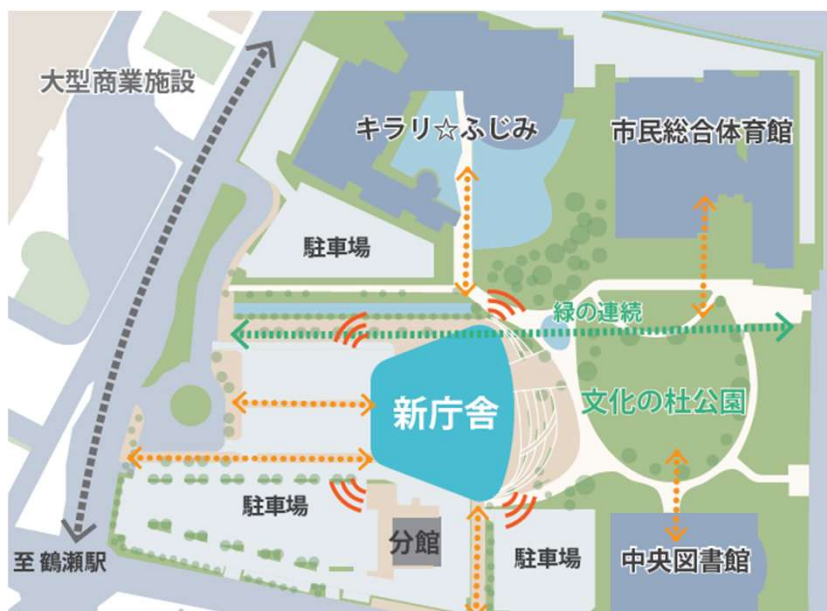 大型商業施設
キラリ☆ふじみ
市民総合体育館
駐車場
緑の連続
新庁舎
文化の杜公園
駐車場
分館
駐車場
中央図書館
至 鶴瀬駅